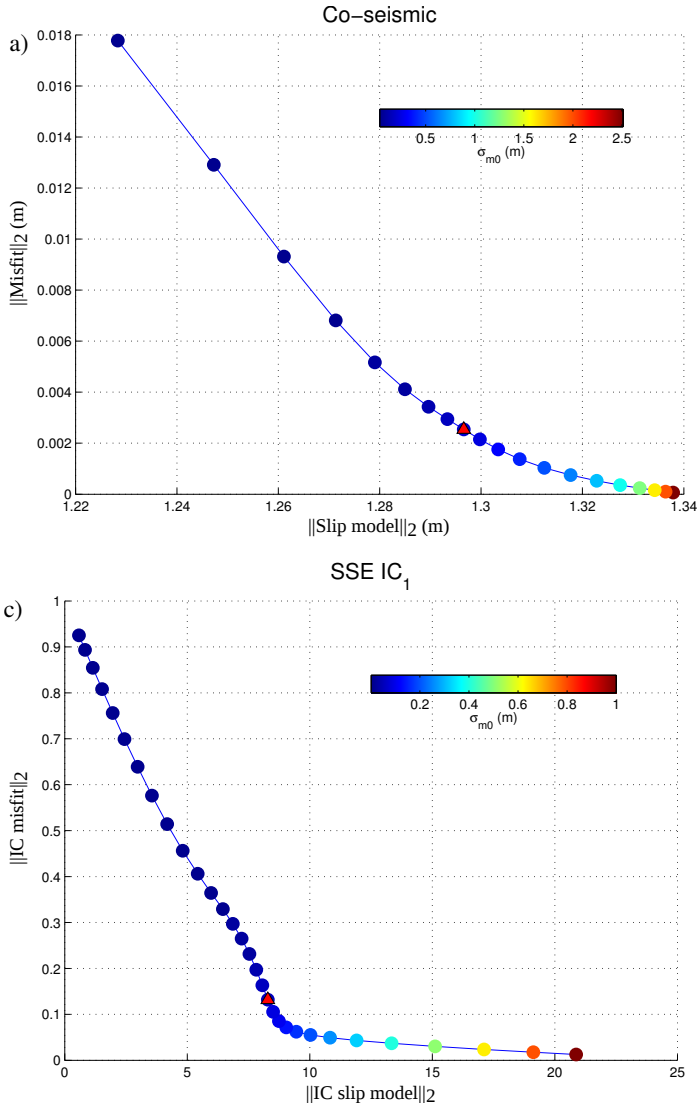 Co-seismic
a)
0.018
0.016
0.014
0.012
0.01
0.008
0.006
0.004
0.002
0
||Misfit||2 (m)
0.5 1 1.5 2 2.5
σm0 (m)
1.22 1.24 1.26 1.28 1.3 1.32 1.34
||Slip model||2 (m)
SSE IC1
c)
1
0.9
0.8
0.7
0.6
0.5
0.4
0.3
0.2
0.1
0
||IC misfit||2
0.2 0.4 0.6 0.8 1
σm0 (m)
0 5 10 15 20 25
||IC slip model||2